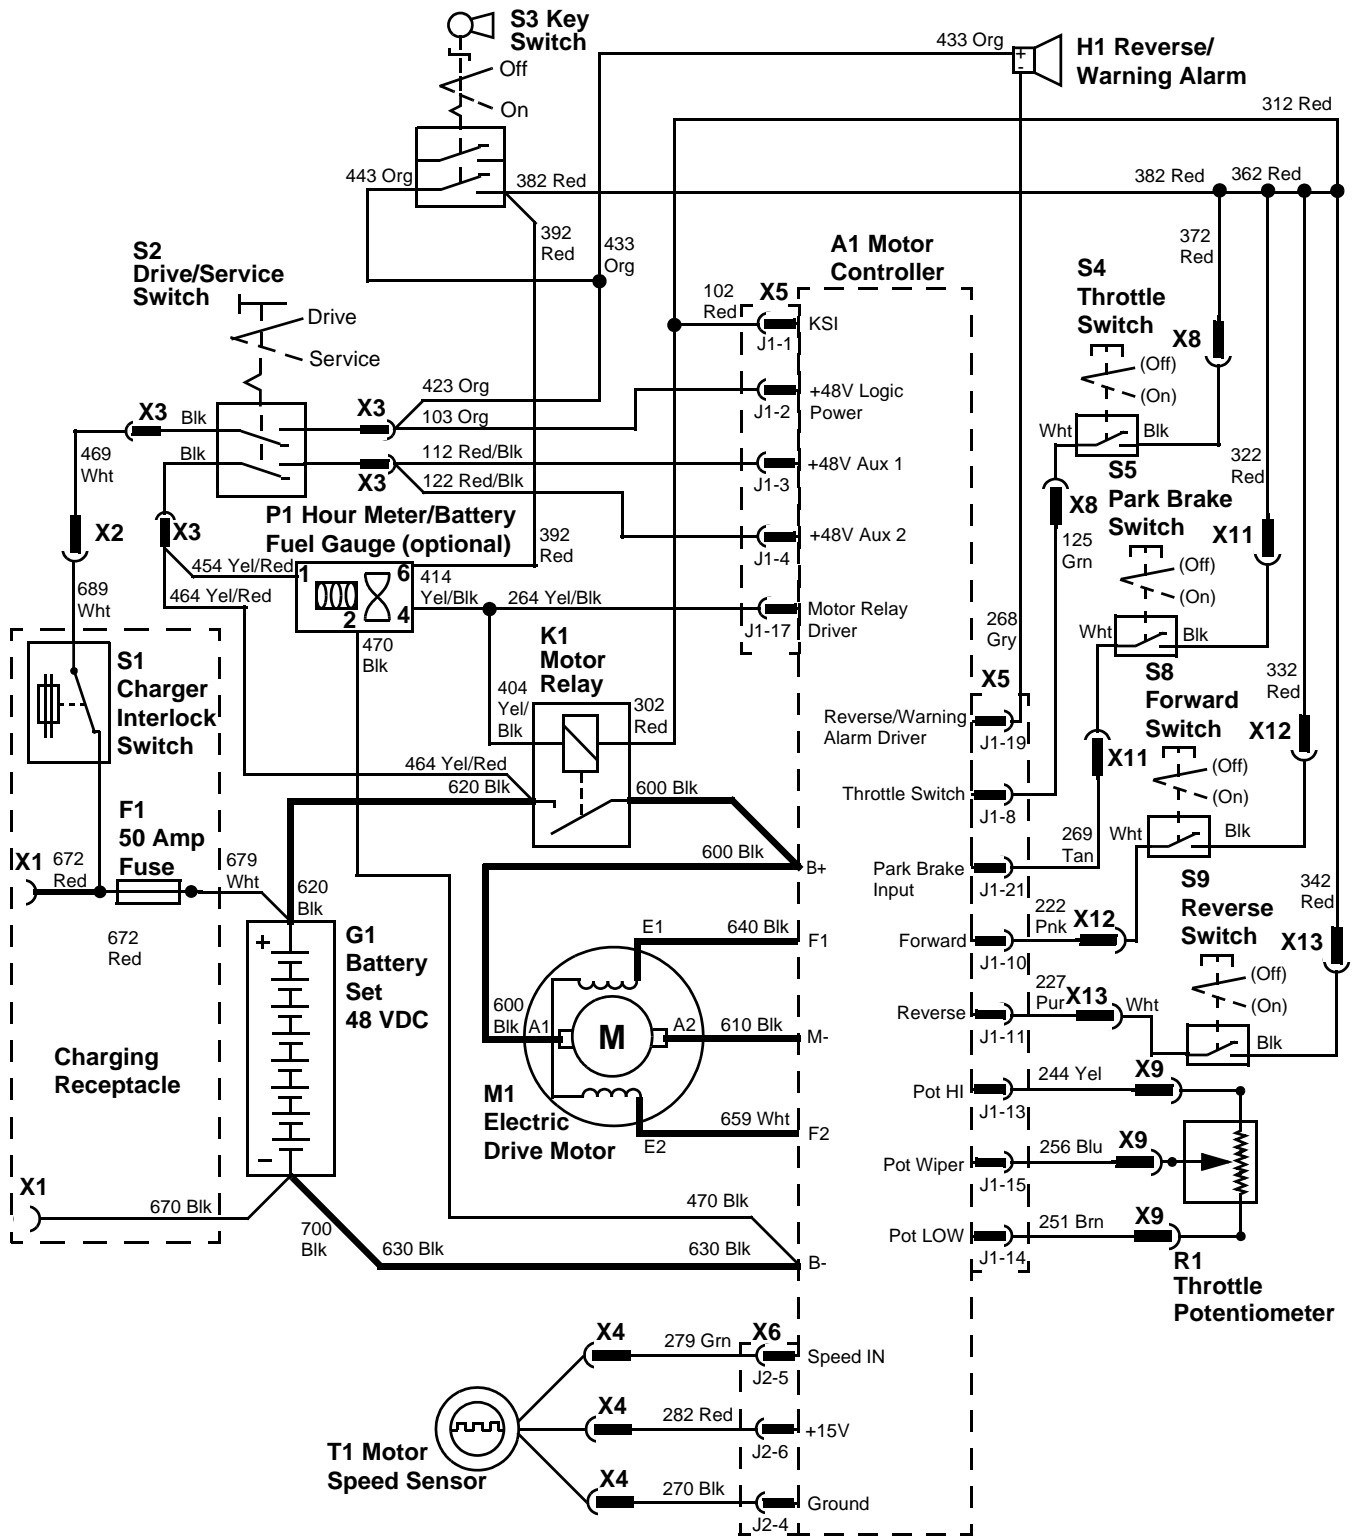 S3 Key
Switch
Off
On
433 Org
+
-
H1 Reverse/
Warning Alarm
312 Red
443 Org
382 Red
382 Red
362 Red
392
Red
433
Org
372
Red
S2
Drive/Service
Switch
Drive
Service
A1 Motor
Controller
102
Red
X5
KSI
J1-1
S4
Throttle
Switch
X8
(Off)
(On)
423 Org
103 Org
+48V Logic
Power
J1-2
X3
Blk
X3
469
Wht
Blk
112 Red/Blk
+48V Aux 1
J1-3
X3
122 Red/Blk
Wht
Blk
322
Red
S5
Park Brake
Switch
X8
X11
125
Grn
(Off)
(On)
X2
X3
P1 Hour Meter/Battery
Fuel Gauge (optional)
392
Red
+48V Aux 2
J1-4
454 Yel/Red
464 Yel/Red
1
6
2
4
414
Yel/Blk
264 Yel/Blk
Motor Relay
Driver
J1-17
689
Wht
470
Blk
268
Gry
Wht
Blk
S1
Charger
Interlock
Switch
K1
Motor
Relay
404
Yel/
Blk
302
Red
X5
Reverse/Warning
Alarm Driver
J1-19
S8
Forward
Switch
332
Red
X12
X11
(Off)
(On)
464 Yel/Red
620 Blk
600 Blk
Throttle Switch
J1-8
F1
50 Amp
Fuse
X1
672
Red
679
Wht
269
Tan
Wht
Blk
600 Blk
B+
Park Brake
Input
J1-21
620
Blk
672
Red
S9
Reverse
Switch
342
Red
X13
222
Pnk
X12
+
G1
Battery
Set
48 VDC
E1
640 Blk
F1
Forward
J1-10
(Off)
(On)
227
Pur
X13
Wht
600
Blk
A1
M
A2
610 Blk
M-
Reverse
J1-11
Blk
Charging
Receptacle
M1
Electric
Drive Motor
Pot HI
J1-13
244 Yel
X9
659 Wht
F2
E2
Pot Wiper
J1-15
256 Blu
X9
-
X1
670 Blk
700
Blk
630 Blk
470 Blk
630 Blk
B-
Pot LOW
J1-14
251 Brn
X9
R1
Throttle
Potentiometer
X4
279 Grn
X6
J2-5
Speed IN
X4
282 Red
J2-6
+15V
T1 Motor
Speed Sensor
X4
270 Blk
J2-4
Ground